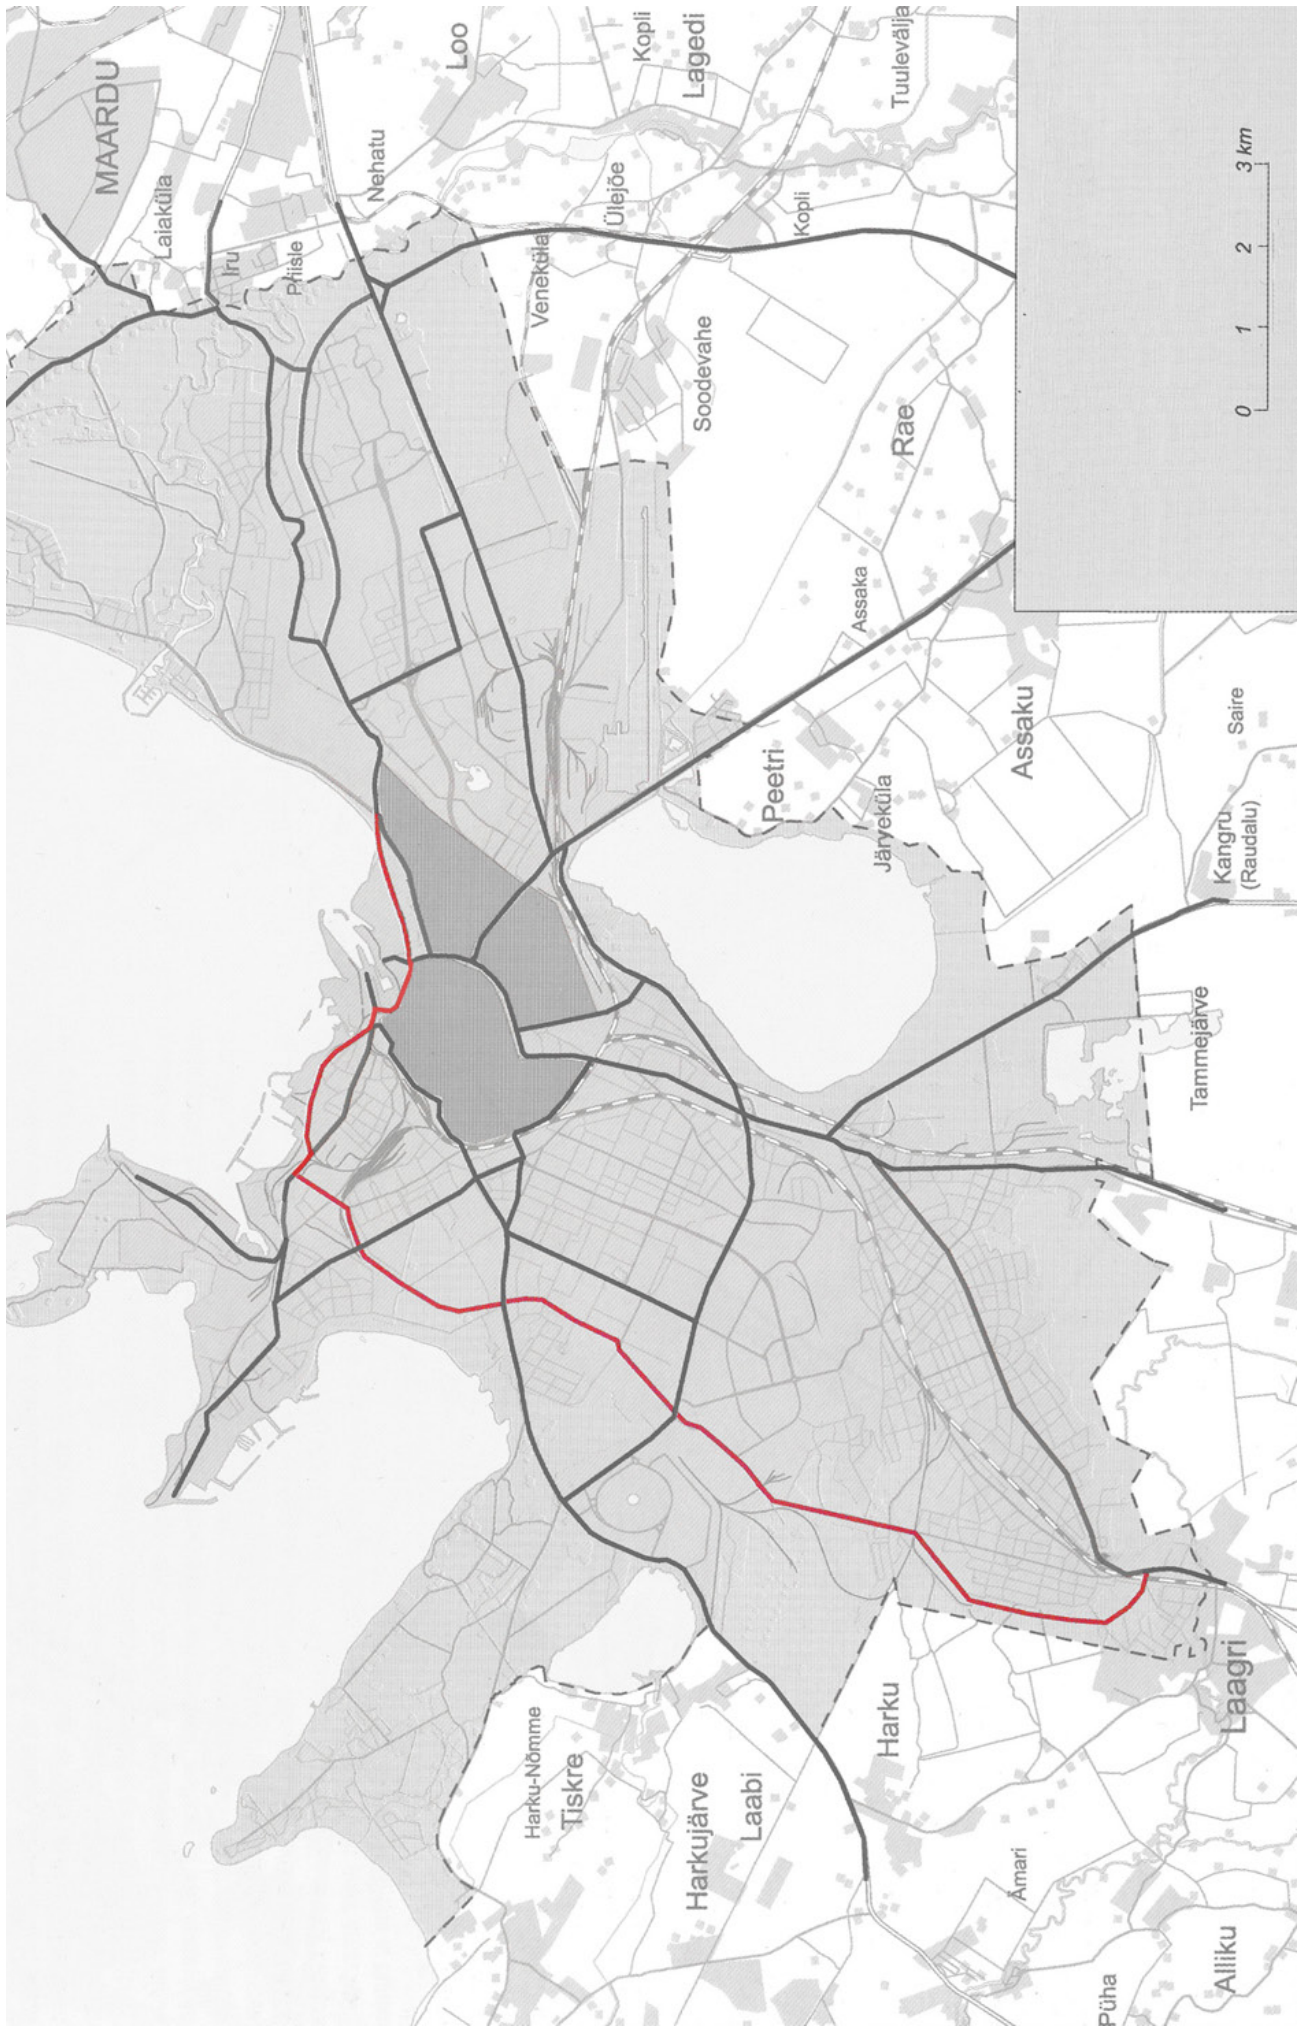 MAARDU
Loo
Kopli
Lagedi
Tuulevälja
Laiaküla
Nehatu
Iru
Priisle
Ülejõe
Kopli
Veneküla
Soodevahe
Rae
Assaka
Peetri
Järveküla
Assaku
Saire
Kangru
(Raudalu)
Tammejärve
Harku-Nõmme
Tiskre
Harkujärve
Laabi
Harku
Laagri
Ämari
Püha
Alliku
0 1 2 3 km